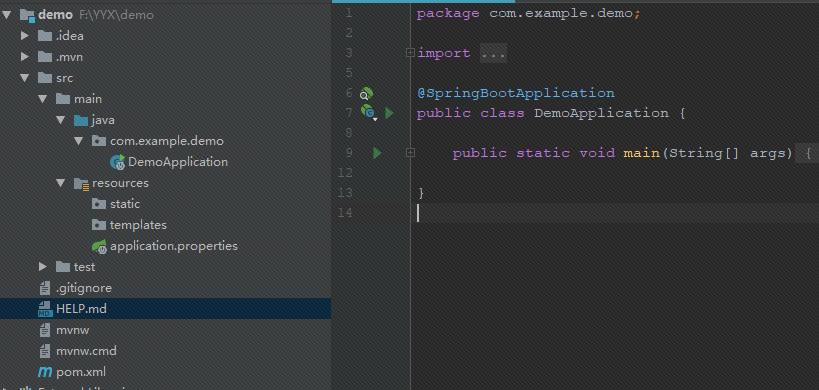 demo F:\YYX\demo
.idea
.mvn
src
main
java
com.example.demo
DemoApplication
resources
static
templates
application.properties
test
.gitignore
HELP.md
mvnw
mvnw.cmd
pom.xml
1 package com.example.demo;
2
3 import ...
5
6 @SpringBootApplication
7 public class DemoApplication {
8
9 public static void main(String[] args) {
12
13 }
14